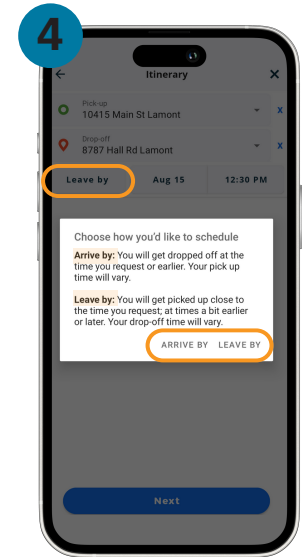 4
Itinerary
Pick-up
10415 Main St Lamont
X
Drop-off
8787 Hall Rd Lamont
X
Leave by Aug 15 12:30 PM
Choose how you'd like to schedule
Arrive by: You will get dropped off at the
time you request or earlier. Your pick up
time will vary.
Leave by: You will get picked up close to
the time you request; at times a bit earlier
or later. Your drop-off time will vary.
ARRIVE BY LEAVE BY
Next